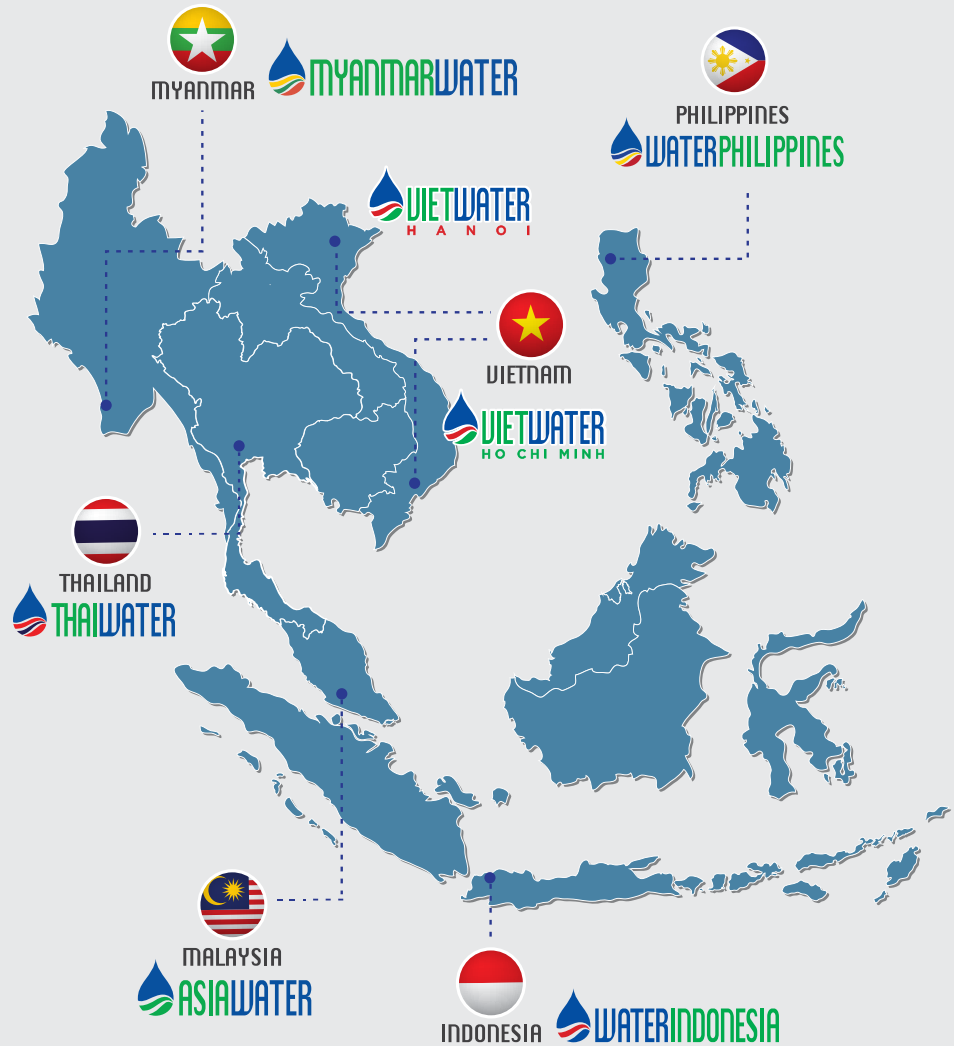 MYANMAR
MYANMARWATER
PHILIPPINES
WATERPHILIPPINES
VIETWATER
HANOI
VIETNAM
VIETWATER
HO CHI MINH
THAILAND
THAIWATER
MALAYSIA
ASIAWATER
INDONESIA
WATERINDONESIA